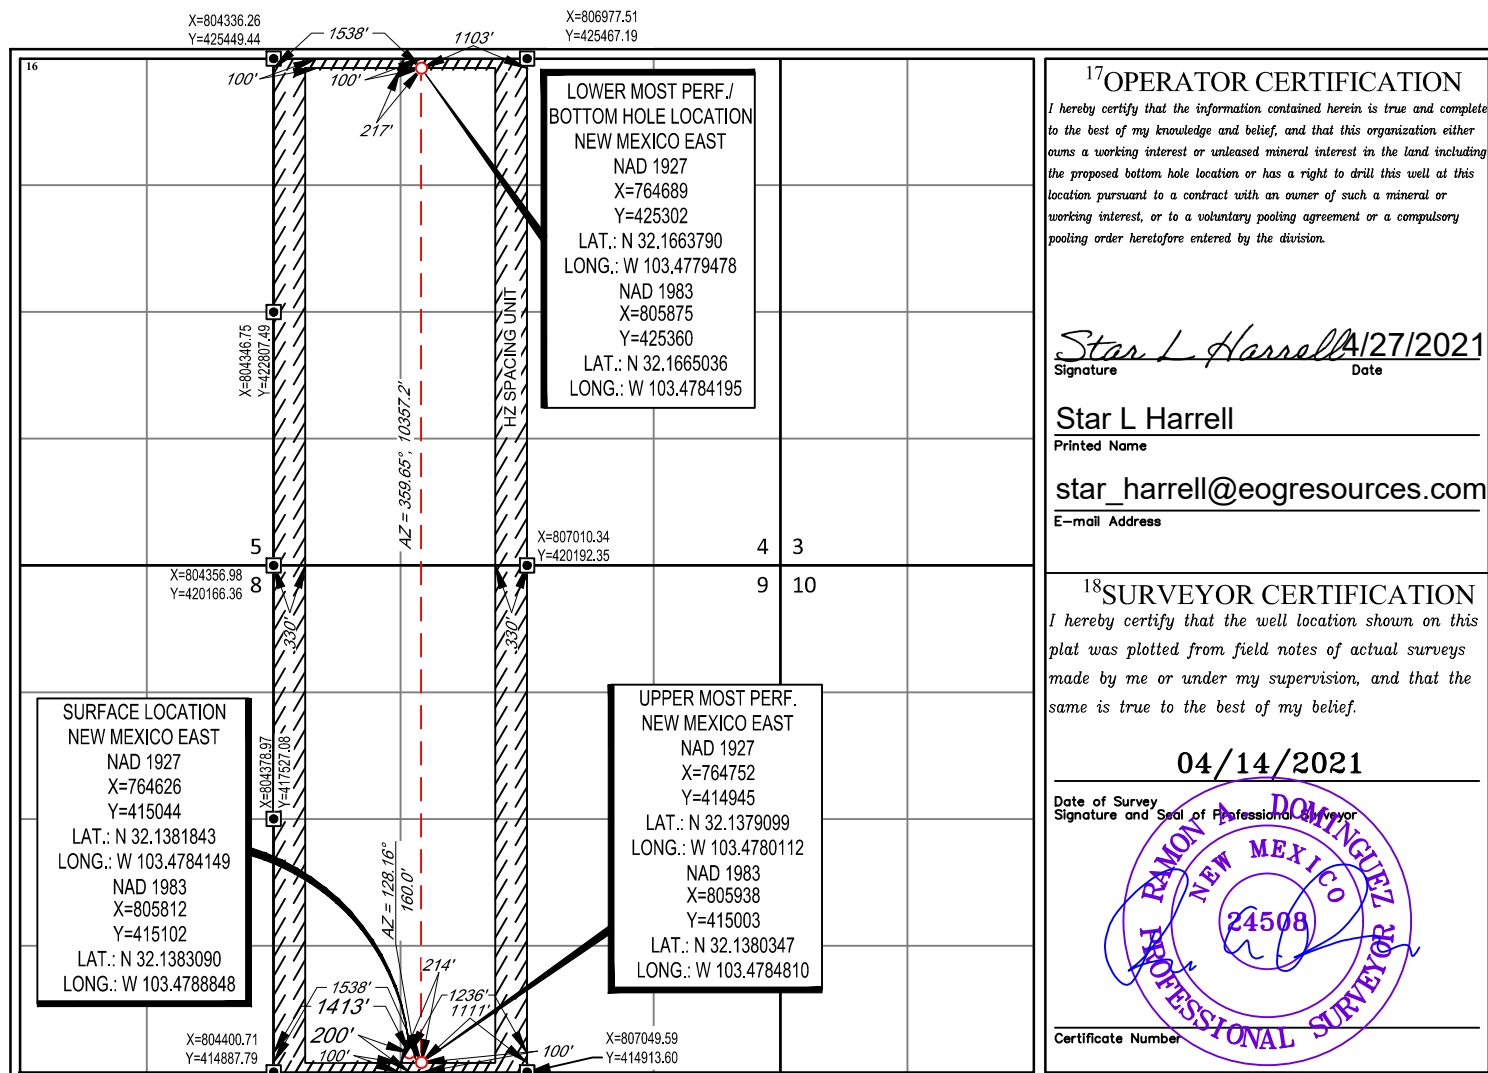 X=804336.26
Y=425449.44
X=806977.51
Y=425467.19
1538'
1103'
16
100'
100'
217'
LOWER MOST PERF./
BOTTOM HOLE LOCATION
NEW MEXICO EAST
NAD 1927
X=764689
Y=425302
LAT.: N 32.1663790
LONG.: W 103.4779478
NAD 1983
X=805875
Y=425360
LAT.: N 32.1665036
LONG.: W 103.4784195
X=804346.75
Y=422807.49
AZ = 359.65°, 10357.2'
HZ SPACING UNIT
5
4
3
X=807010.34
Y=420192.35
X=804356.98
Y=420166.36
8
9
10
330'
330'
SURFACE LOCATION
NEW MEXICO EAST
NAD 1927
X=764626
Y=415044
LAT.: N 32.1381843
LONG.: W 103.4784149
NAD 1983
X=805812
Y=415102
LAT.: N 32.1383090
LONG.: W 103.4788848
X=804378.97
Y=417527.08
UPPER MOST PERF.
NEW MEXICO EAST
NAD 1927
X=764752
Y=414945
LAT.: N 32.1379099
LONG.: W 103.4780112
NAD 1983
X=805938
Y=415003
LAT.: N 32.1380347
LONG.: W 103.4784810
AZ = 128.16°
160.0'
214'
1538'
1413'
1236'
1111'
200'
100'
100'
X=804400.71
Y=414887.79
X=807049.59
Y=414913.60
17 OPERATOR CERTIFICATION
I hereby certify that the information contained herein is true and complete
to the best of my knowledge and belief, and that this organization either
owns a working interest or unleased mineral interest in the land including
the proposed bottom hole location or has a right to drill this well at this
location pursuant to a contract with an owner of such a mineral or
working interest, or to a voluntary pooling agreement or a compulsory
pooling order heretofore entered by the division.
Star L Harrell 4/27/2021
Signature Date
Star L Harrell
Printed Name
star_harrell@eogresources.com
E-mail Address
18 SURVEYOR CERTIFICATION
I hereby certify that the well location shown on this
plat was plotted from field notes of actual surveys
made by me or under my supervision, and that the
same is true to the best of my belief.
04/14/2021
Date of Survey
Signature and Seal of Professional Surveyor
RAMON A. DOMINGUEZ
NEW MEXICO
24508
PROFESSIONAL SURVEYOR
Certificate Number